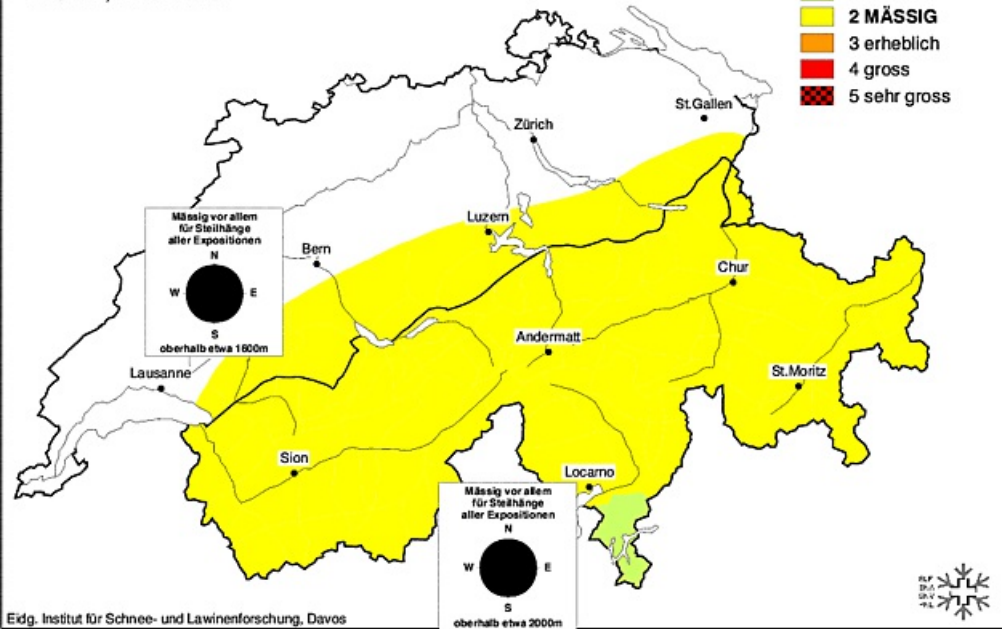 2 MÄSSIG
3 erheblich
4 gross
5 sehr gross
St.Gallen
Zürich
Mässig vor allem
für Steilhänge
aller Expositionen
N
W E
S
oberhalb etwa 1600m
Luzern
Bern
Chur
Andermatt
Lausanne
St.Moritz
Sion
Locarno
Mässig vor allem
für Steilhänge
aller Expositionen
N
W E
S
oberhalb etwa 2000m
Eidg. Institut für Schnee- und Lawinenforschung, Davos